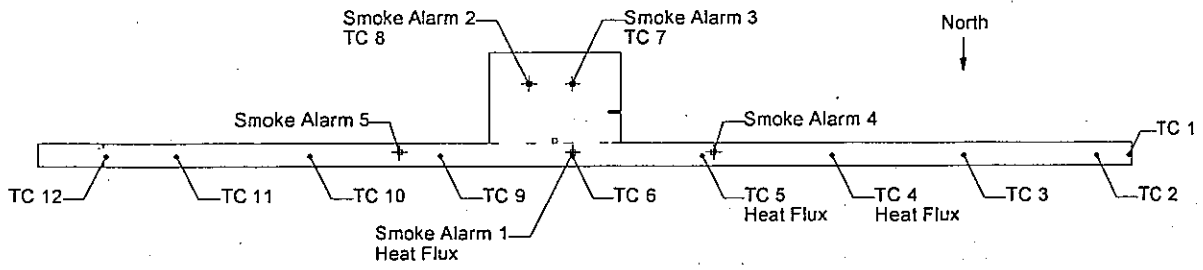 Smoke Alarm 2
TC 8
Smoke Alarm 3
TC 7
North
Smoke Alarm 5
Smoke Alarm 4
TC 1
TC 12
TC 11
TC 10
TC 9
TC 6
TC 5
Heat Flux
TC 4
Heat Flux
TC 3
TC 2
Smoke Alarm 1
Heat Flux